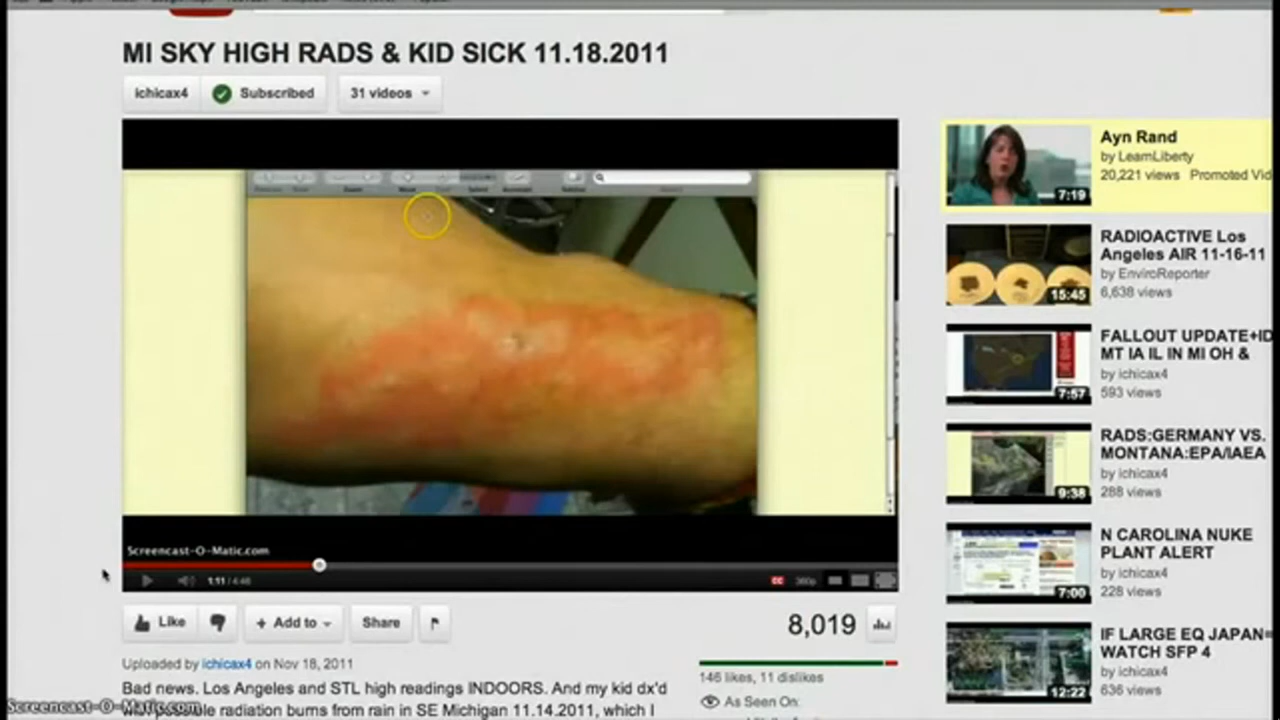 MI SKY HIGH RADS & KID SICK 11.18.2011
ichicax4
Subscribed
31 videos
Screencast-O-Matic.com
1:11 / 4:46
CC
360p
Like
+ Add to
Share
8,019
Uploaded by ichicax4 on Nov 18, 2011
146 likes, 11 dislikes
Bad news. Los Angeles and STL high readings INDOORS. And my kid dx'd
possible radiation burns from rain in SE Michigan 11.14.2011, which I
As Seen On:
Screencast-O-Matic.com
Ayn Rand
by LearnLiberty
20,221 views Promoted Vid
7:19
RADIOACTIVE Los
Angeles AIR 11-16-11
by EnviroReporter
6,638 views
15:45
FALLOUT UPDATE+ID
MT IA IL IN MI OH &
by ichicax4
593 views
7:57
RADS:GERMANY VS.
MONTANA:EPA/IAEA
by ichicax4
288 views
9:38
N CAROLINA NUKE
PLANT ALERT
by ichicax4
228 views
7:00
IF LARGE EQ JAPAN=
WATCH SFP 4
by ichicax4
636 views
12:22